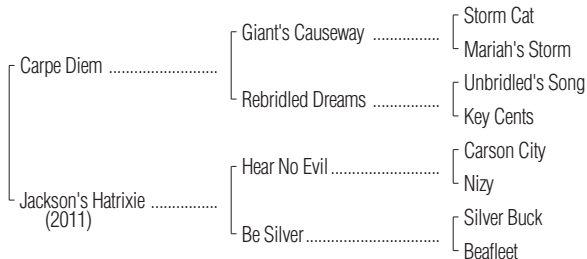 Storm Cat
Giant's Causeway ................
Mariah's Storm
Carpe Diem .........................
Unbridled's Song
Rebridled Dreams ................
Key Cents
Carson City
Hear No Evil .........................
Nizy
Jackson's Hatrixie ................
(2011)
Silver Buck
Be Silver ...............................
Beafleet